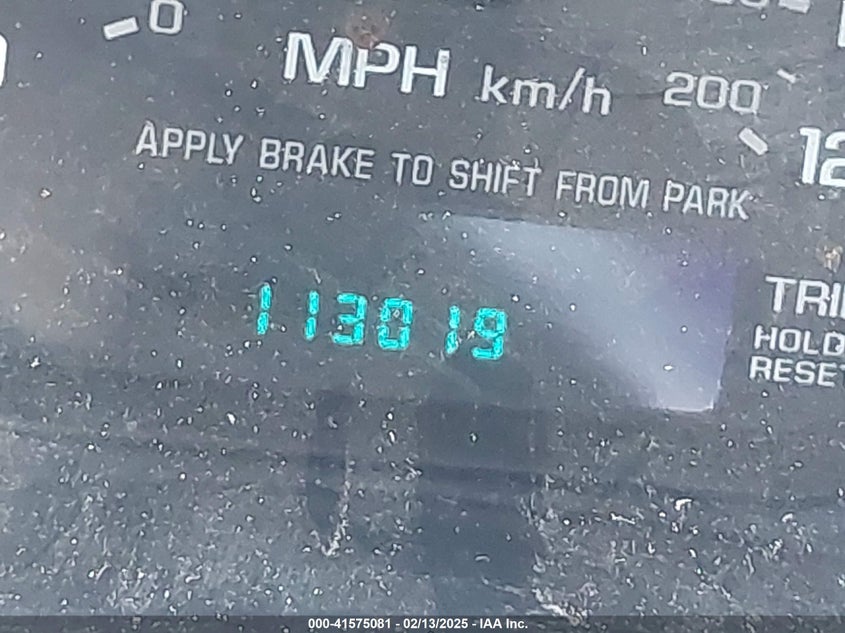 0
MPH km/h 200
12
APPLY BRAKE TO SHIFT FROM PARK
113019
TRI
HOLD
RESET
000-41575081 - 02/13/2025 - IAA Inc.